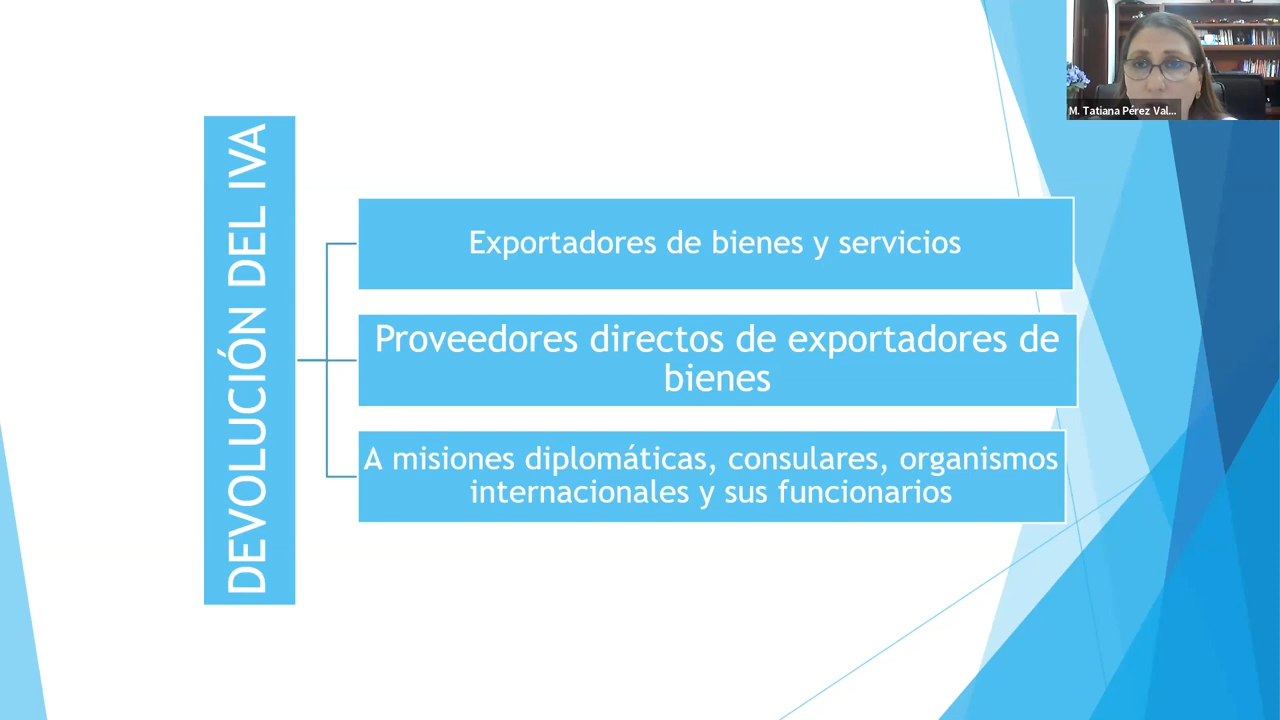 M. Tatiana Pérez Val...
DEVOLUCIÓN DEL IVA
Exportadores de bienes y servicios
Proveedores directos de exportadores de
bienes
A misiones diplomáticas, consulares, organismos
internacionales y sus funcionarios